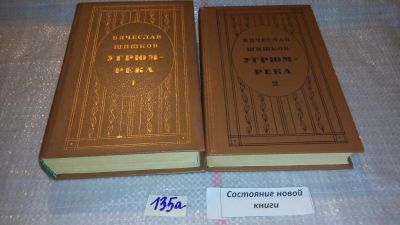 ВЯЧЕСЛАВ
ШИШКОВ
УГРЮМ-
РЕКА
1
ВЯЧЕСЛАВ
ШИШКОВ
УГРЮМ-
РЕКА
2
135а
Состояние новой
книги